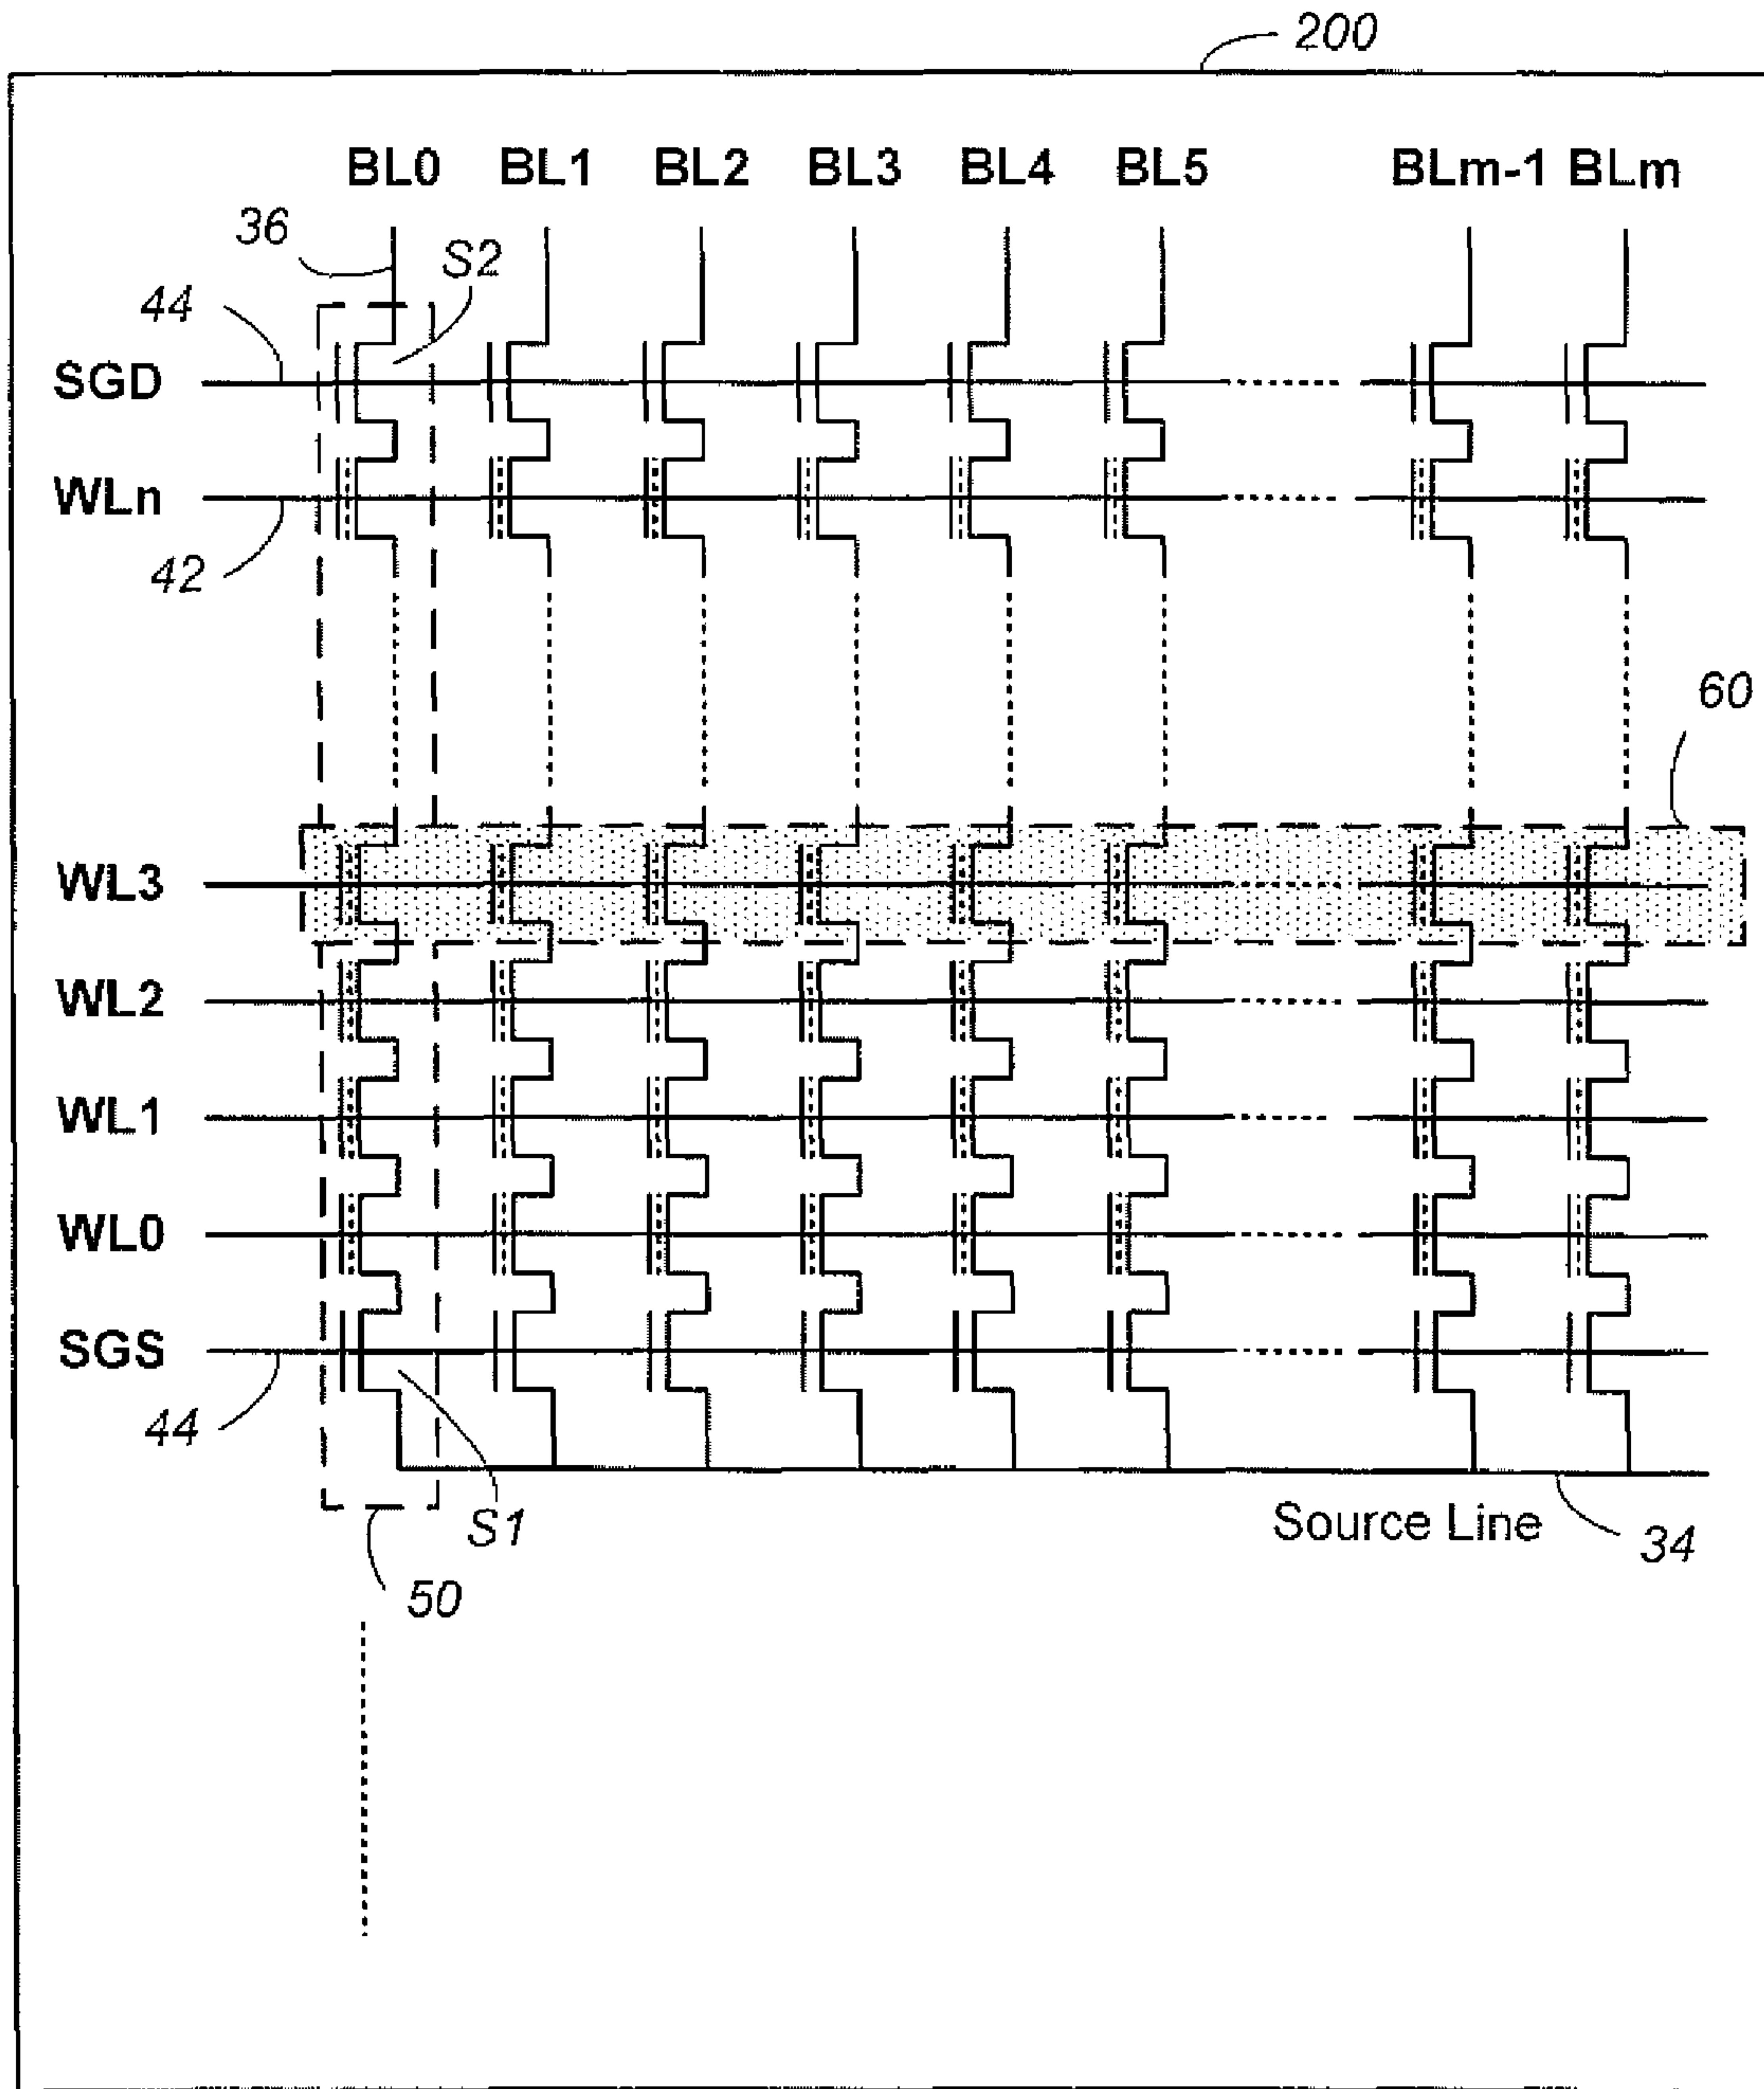 200
BL0 BL1 BL2 BL3 BL4 BL5 BLm-1 BLm
36
S2
44
SGD
WLn
42
60
WL3
WL2
WL1
WL0
SGS
44
S1
Source Line
34
50